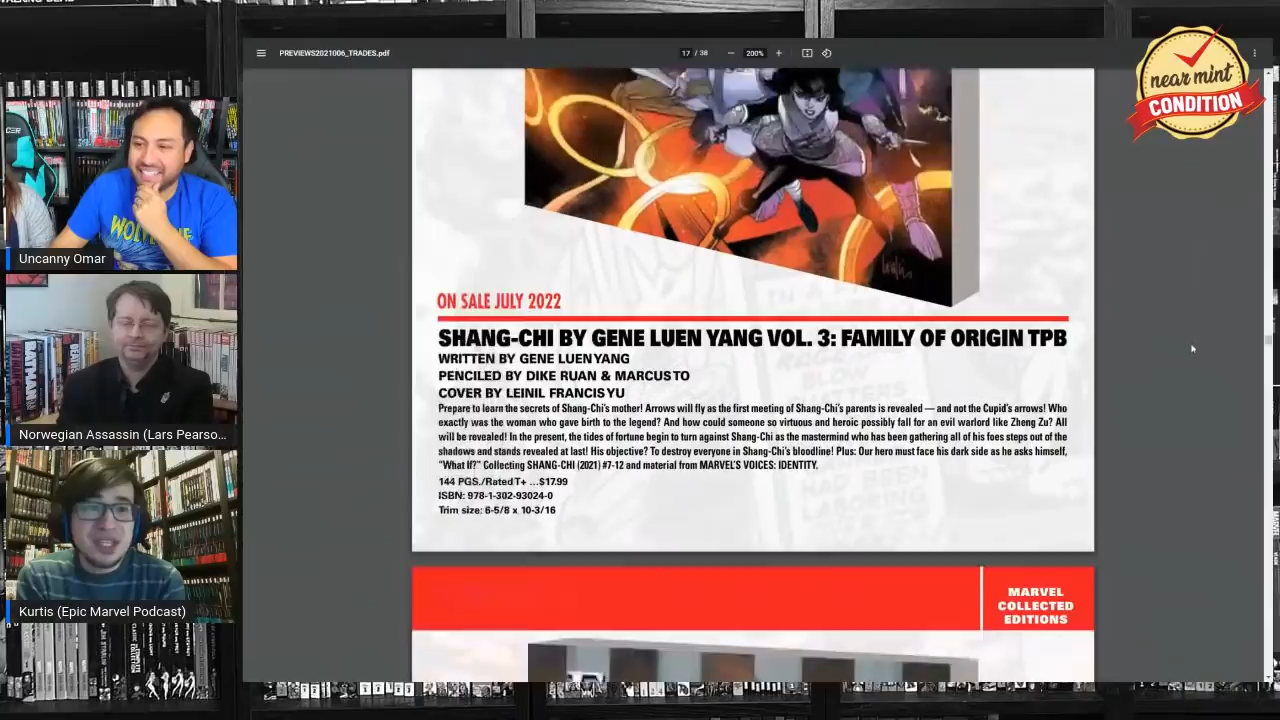 PREVIEWS2021006_TRADES.pdf
17 / 38
200%
near mint
CONDITION
WOLVERINE
Uncanny Omar
BATMAN
Norwegian Assassin (Lars Pearso...
Kurtis (Epic Marvel Podcast)
ON SALE JULY 2022
SHANG-CHI BY GENE LUEN YANG VOL. 3: FAMILY OF ORIGIN TPB
WRITTEN BY GENE LUEN YANG
PENCILED BY DIKE RUAN & MARCUS TO
COVER BY LEINIL FRANCIS YU
Prepare to learn the secrets of Shang-Chi's mother! Arrows will fly as the first meeting of Shang-Chi's parents is revealed — and not the Cupid's arrows! Who
exactly was the woman who gave birth to the legend? And how could someone so virtuous and heroic possibly fall for an evil warlord like Zheng Zu? All
will be revealed! In the present, the tides of fortune begin to turn against Shang-Chi as the mastermind who has been gathering all of his foes steps out of the
shadows and stands revealed at last! His objective? To destroy everyone in Shang-Chi's bloodline! Plus: Our hero must face his dark side as he asks himself,
"What If?" Collecting SHANG-CHI (2021) #7-12 and material from MARVEL'S VOICES: IDENTITY.
144 PGS./Rated T+ ...$17.99
ISBN: 978-1-302-93024-0
Trim size: 6-5/8 x 10-3/16
MARVEL
COLLECTED
EDITIONS